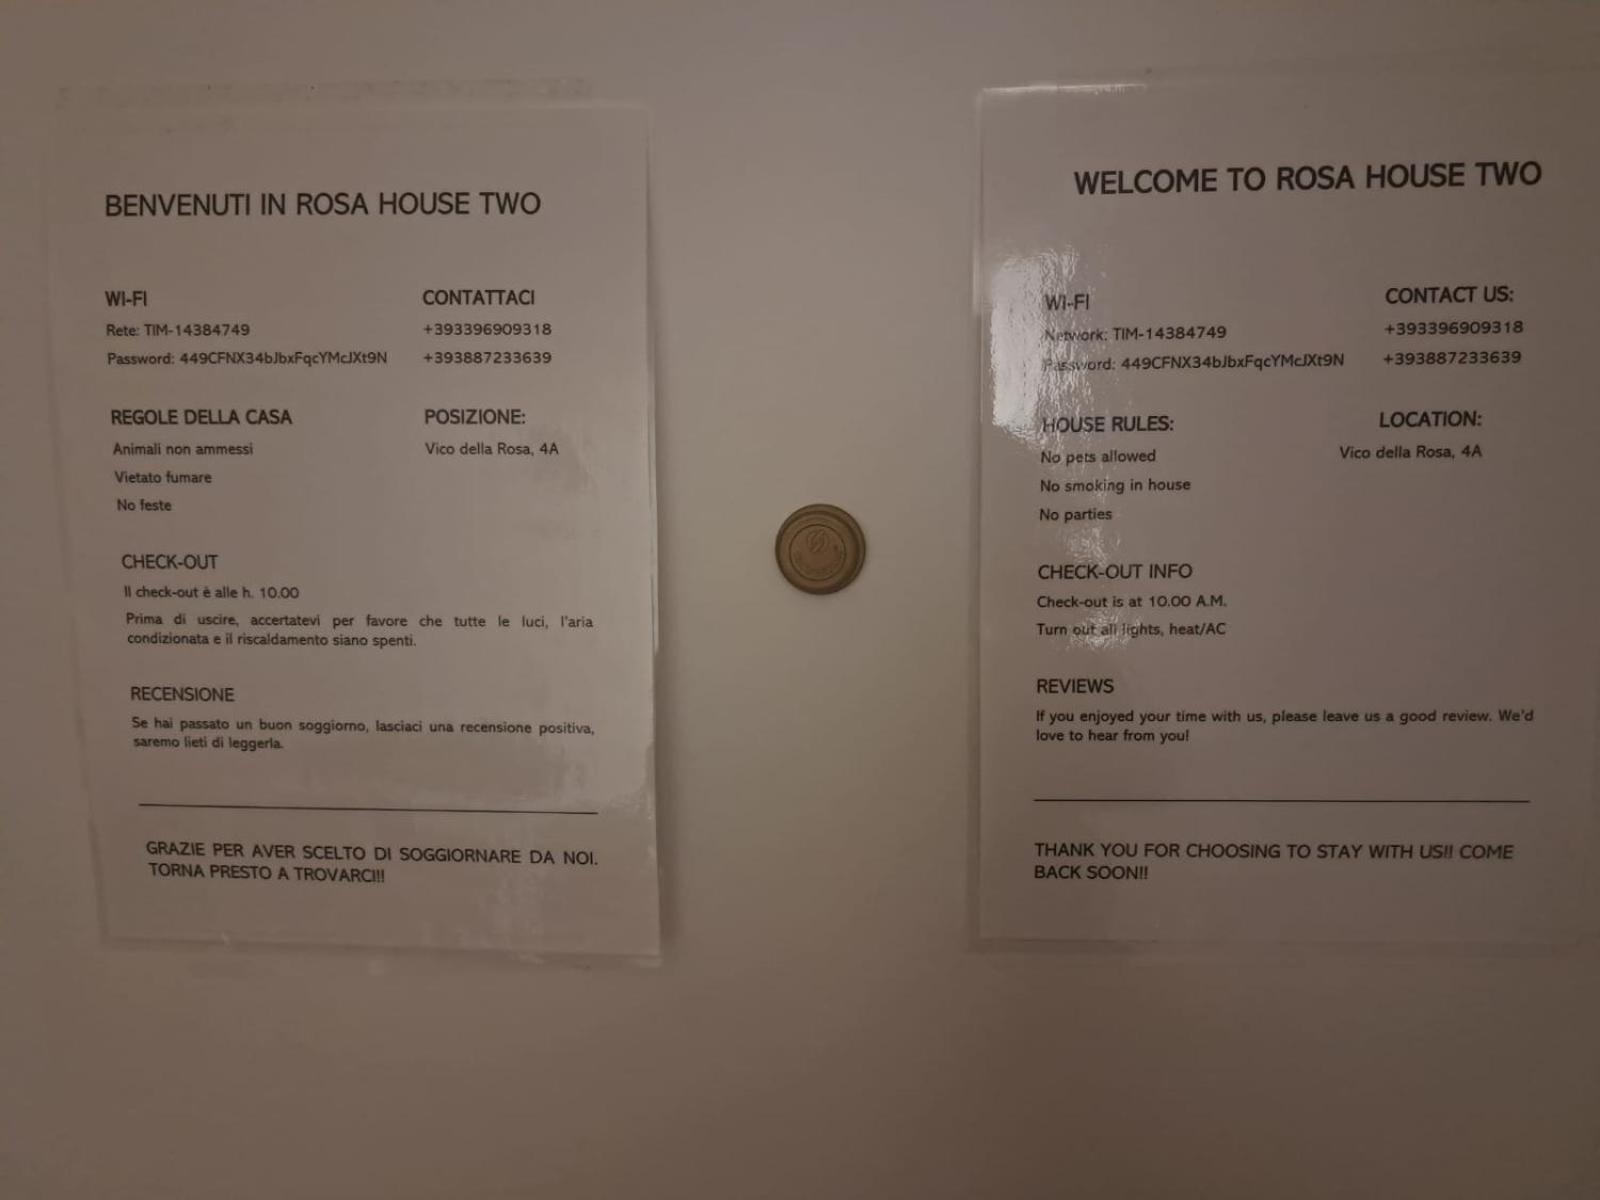 BENVENUTI IN ROSA HOUSE TWO
WI-FI
Rete: TIM-14384749
Password: 449CFNX34bJbxFqcYMcJXt9N
CONTATTACI
+393396909318
+393887233639
REGOLE DELLA CASA
Animali non ammessi
Vietato fumare
No feste
POSIZIONE:
Vico della Rosa, 4A
CHECK-OUT
Il check-out è alle h. 10.00
Prima di uscire, accertatevi per favore che tutte le luci, l'aria
condizionata e il riscaldamento siano spenti.
RECENSIONE
Se hai passato un buon soggiorno, lasciaci una recensione positiva,
saremo lieti di leggerla.
GRAZIE PER AVER SCELTO DI SOGGIORNARE DA NOI.
TORNA PRESTO A TROVARCI!!!
WELCOME TO ROSA HOUSE TWO
WI-FI
Network: TIM-14384749
Password: 449CFNX34bJbxFqcYMcJXt9N
CONTACT US:
+393396909318
+393887233639
HOUSE RULES:
No pets allowed
No smoking in house
No parties
LOCATION:
Vico della Rosa, 4A
CHECK-OUT INFO
Check-out is at 10.00 A.M.
Turn out all lights, heat/AC
REVIEWS
If you enjoyed your time with us, please leave us a good review. We'd
love to hear from you!
THANK YOU FOR CHOOSING TO STAY WITH US!! COME
BACK SOON!!